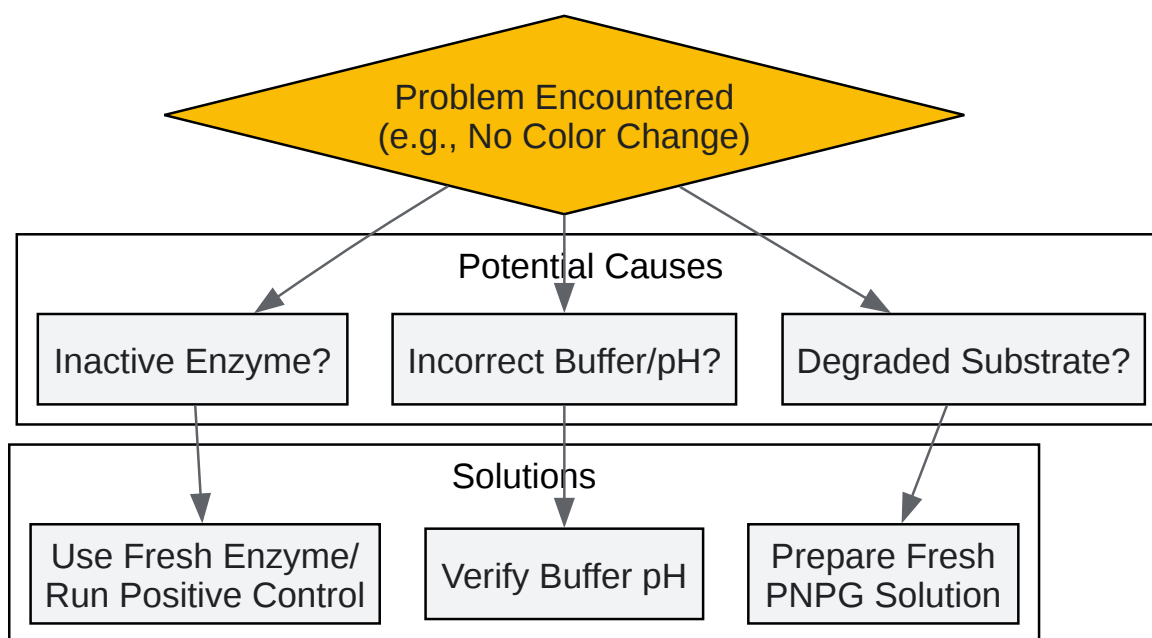 Problem Encountered
(e.g., No Color Change)
Potential Causes
Inactive Enzyme?
Incorrect Buffer/pH?
Degraded Substrate?
Solutions
Use Fresh Enzyme/
Run Positive Control
Verify Buffer pH
Prepare Fresh
PNPG Solution